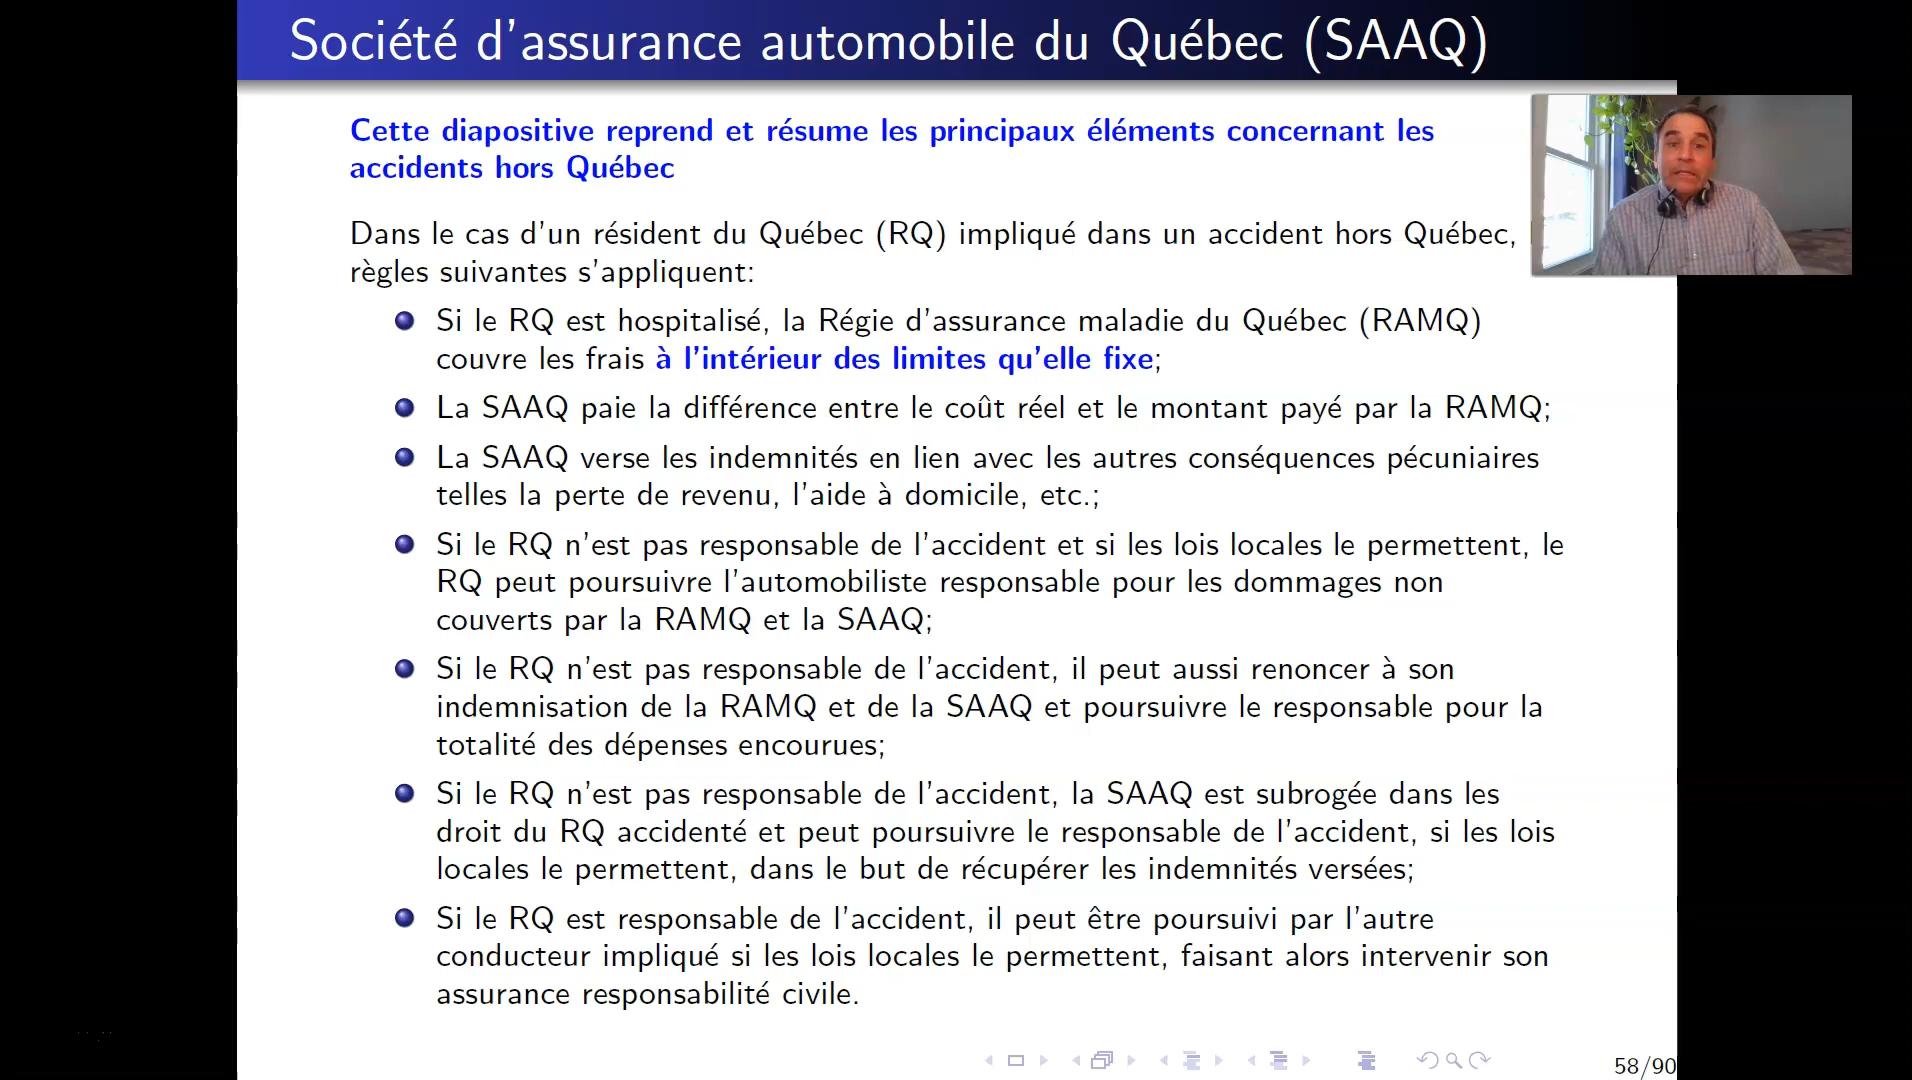 Société d'assurance automobile du Québec (SAAQ)
Cette diapositive reprend et résume les principaux éléments concernant les
accidents hors Québec
Dans le cas d'un résident du Québec (RQ) impliqué dans un accident hors Québec,
règles suivantes s'appliquent:
Si le RQ est hospitalisé, la Régie d'assurance maladie du Québec (RAMQ)
couvre les frais à l'intérieur des limites qu'elle fixe;
La SAAQ paie la différence entre le coût réel et le montant payé par la RAMQ;
La SAAQ verse les indemnités en lien avec les autres conséquences pécuniaires
telles la perte de revenu, l'aide à domicile, etc.;
Si le RQ n'est pas responsable de l'accident et si les lois locales le permettent, le
RQ peut poursuivre l'automobiliste responsable pour les dommages non
couverts par la RAMQ et la SAAQ;
Si le RQ n'est pas responsable de l'accident, il peut aussi renoncer à son
indemnisation de la RAMQ et de la SAAQ et poursuivre le responsable pour la
totalité des dépenses encourues;
Si le RQ n'est pas responsable de l'accident, la SAAQ est subrogée dans les
droit du RQ accidenté et peut poursuivre le responsable de l'accident, si les lois
locales le permettent, dans le but de récupérer les indemnités versées;
Si le RQ est responsable de l'accident, il peut être poursuivi par l'autre
conducteur impliqué si les lois locales le permettent, faisant alors intervenir son
assurance responsabilité civile.
58/90